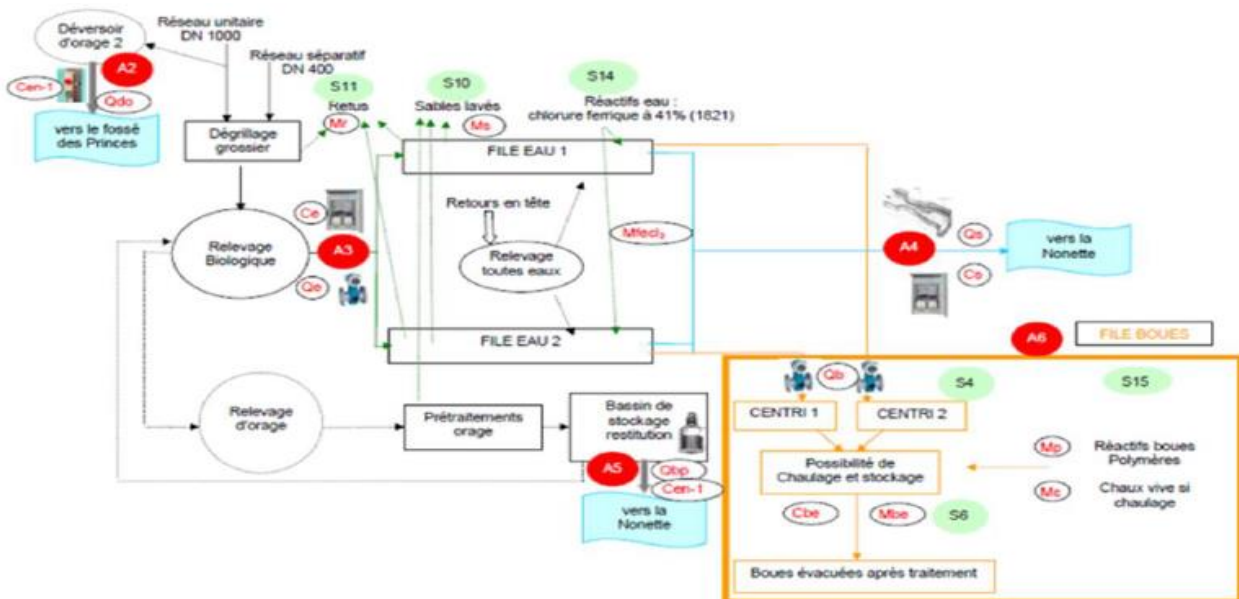 Déversoir
d'orage 2
Réseau unitaire
DN 1000
Réseau séparatif
DN 400
A2
Cen-1
Qdo
vers le fossé
des Princes
Dégrillage
grossier
S11
Refus
Mr
S10
Sables lavés
Ms
S14
Réactifs eau :
chlorure ferrique à 41% (1821)
FILE EAU 1
Retours en tête
Relevage
toutes eaux
Mfecl₃
Ce
A3
Qe
Relevage
Biologique
FILE EAU 2
A4
Qs
Cs
vers la
Nonette
Relevage
d'orage
Prétraitements
orage
Bassin de
stockage
restitution
A5
Qbp
Cen-1
vers la
Nonette
A6
FILE BOUES
Qb
S4
S15
CENTRI 1
CENTRI 2
Possibilité de
Chaulage et stockage
Mp
Réactifs boues
Polymères
Mc
Chaux vive si
chaulage
Cbe
Mbe
S6
Boues évacuées après traitement